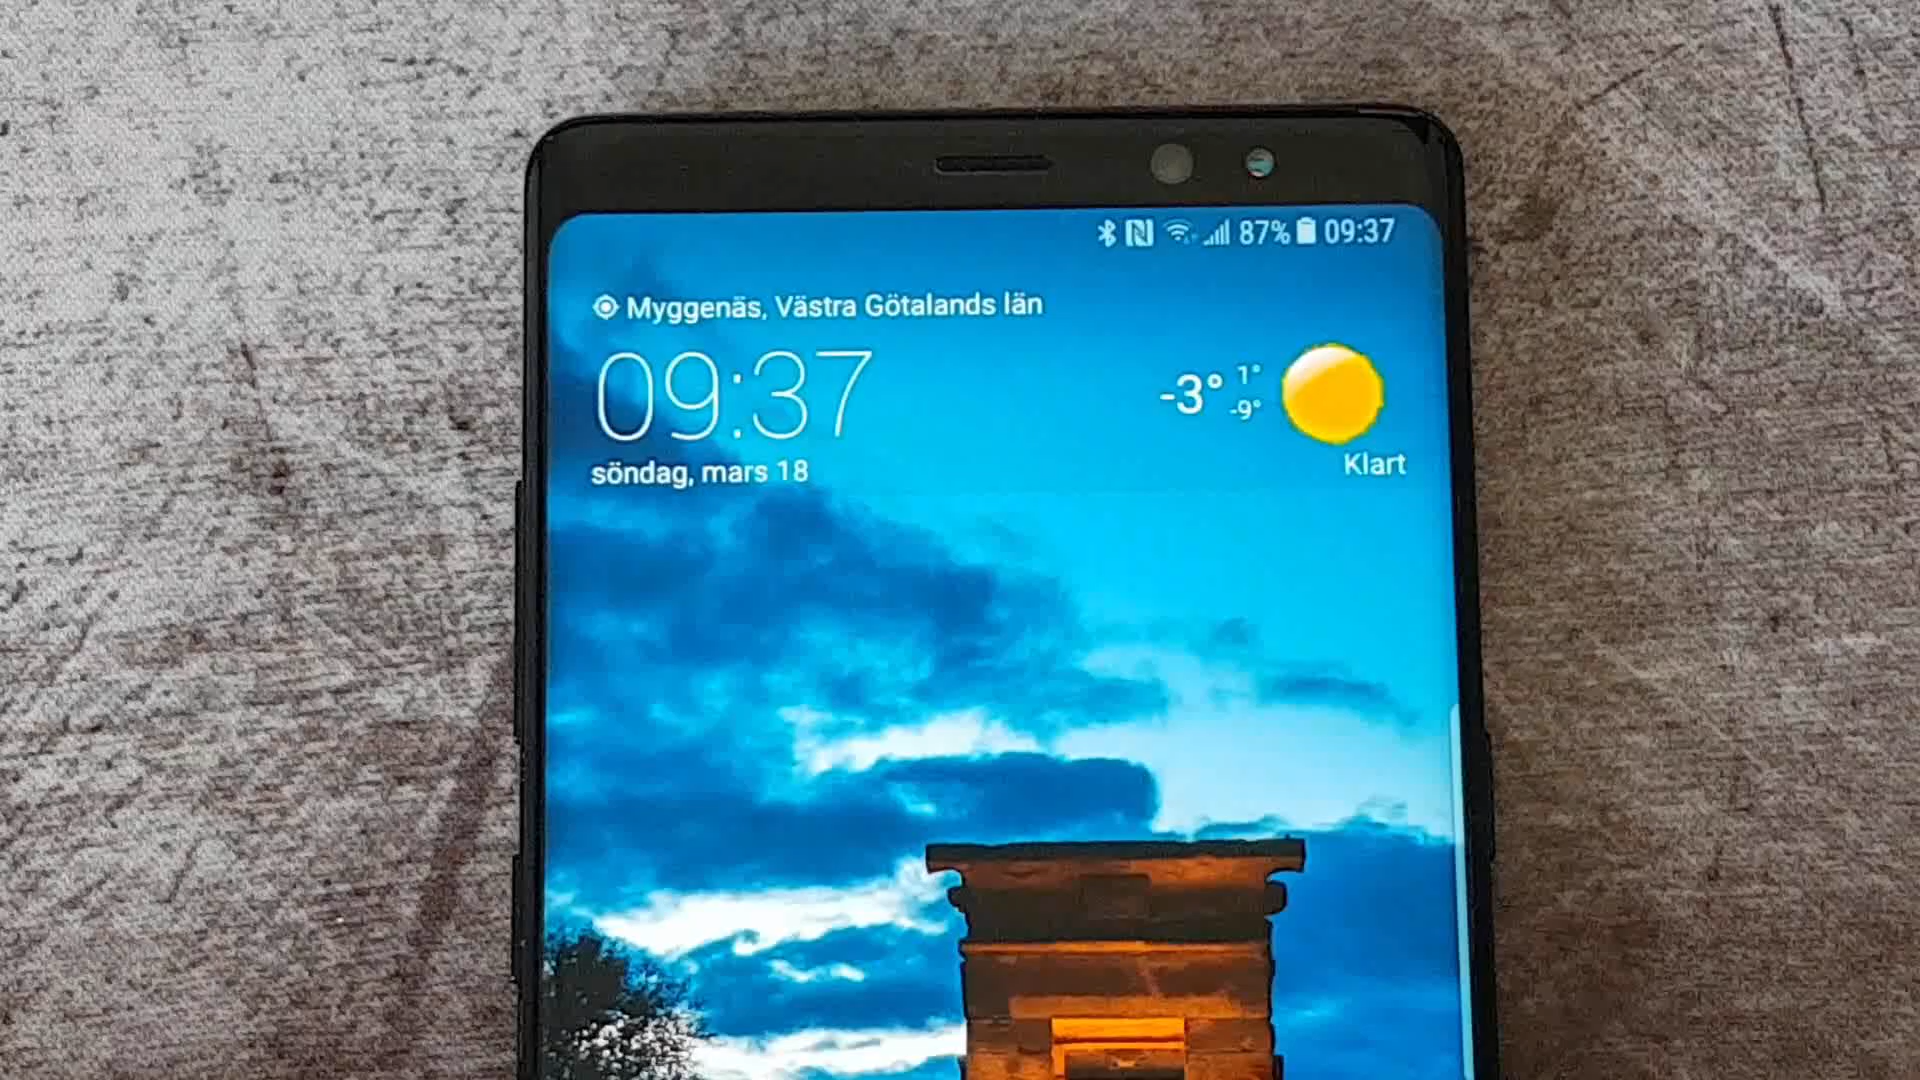 87% 09:37
Myggenäs, Västra Götalands län
09:37
-3° 1°
-9°
söndag, mars 18
Klart